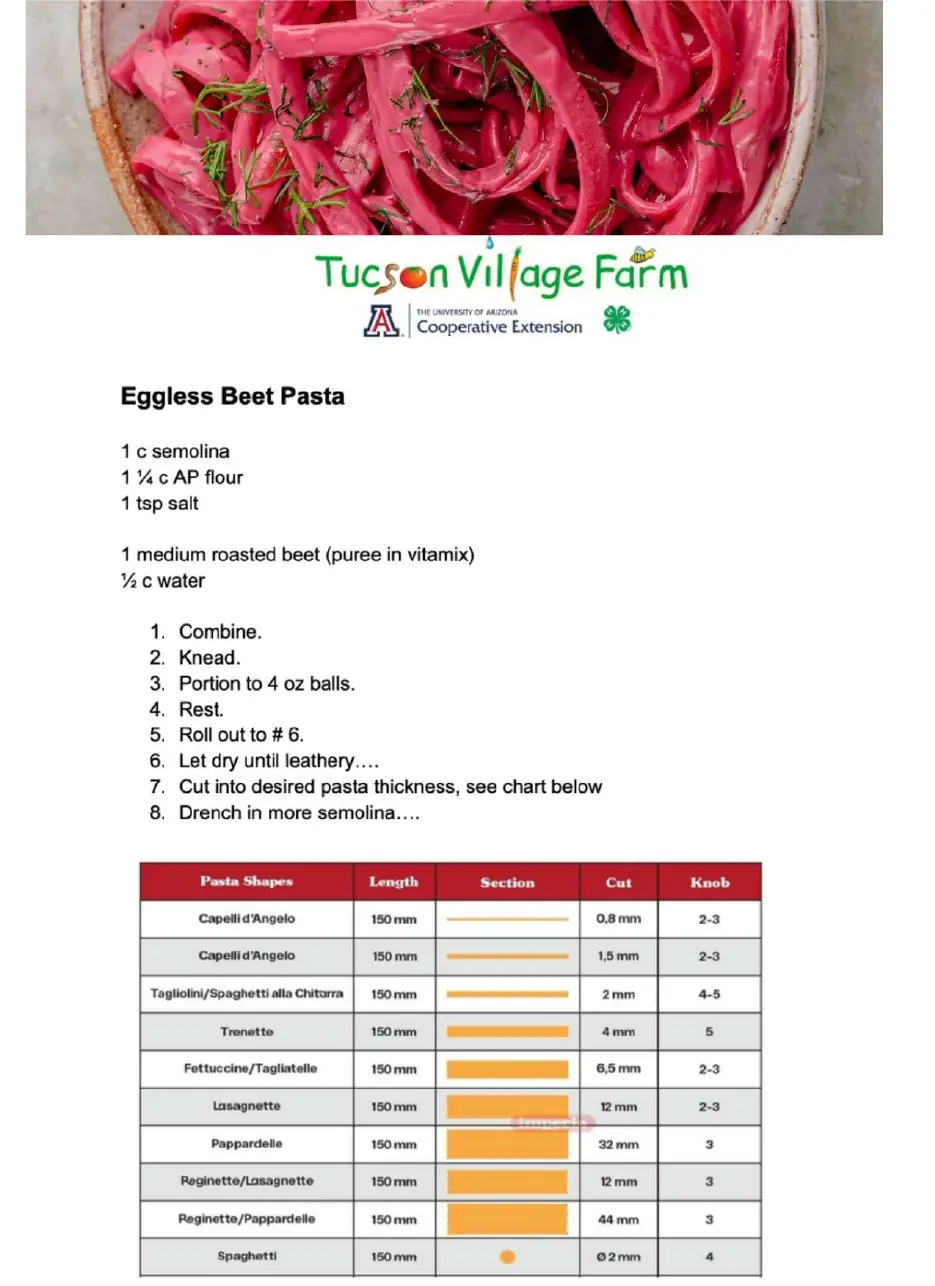 Tucson Village Farm
THE UNIVERSITY OF ARIZONA
Cooperative Extension
Eggless Beet Pasta
1 c semolina
1 ¼ c AP flour
1 tsp salt
1 medium roasted beet (puree in vitamix)
½ c water
1. Combine.
2. Knead.
3. Portion to 4 oz balls.
4. Rest.
5. Roll out to # 6.
6. Let dry until leathery….
7. Cut into desired pasta thickness, see chart below
8. Drench in more semolina….
Pasta Shapes Length Section Cut Knob
Capelli d'Angelo 150 mm 0,8 mm 2-3
Capelli d'Angelo 150 mm 1,5 mm 2-3
Tagliolini/Spaghetti alla Chitarra 150 mm 2 mm 4-5
Trenette 150 mm 4 mm 5
Fettuccine/Tagliatelle 150 mm 6,5 mm 2-3
Lasagnette 150 mm 12 mm 2-3
Imperia
Pappardelle 150 mm 32 mm 3
Reginette/Lasagnette 150 mm 12 mm 3
Reginette/Pappardelle 150 mm 44 mm 3
Spaghetti 150 mm Ø 2 mm 4